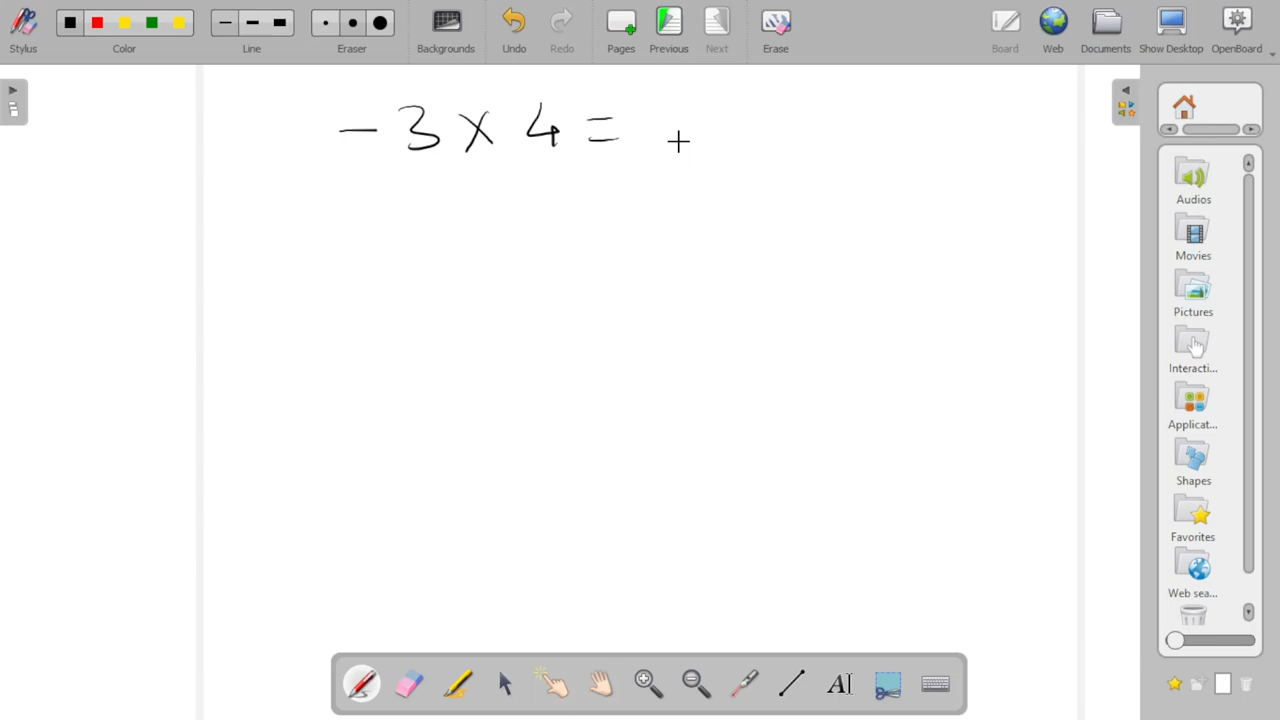 Stylus Color Line Eraser Backgrounds Undo Redo Pages Previous Next Erase Board Web Documents Show Desktop OpenBoard
- 3 × 4 =
Audios
Movies
Pictures
Interacti...
Applicat...
Shapes
Favorites
Web sea...